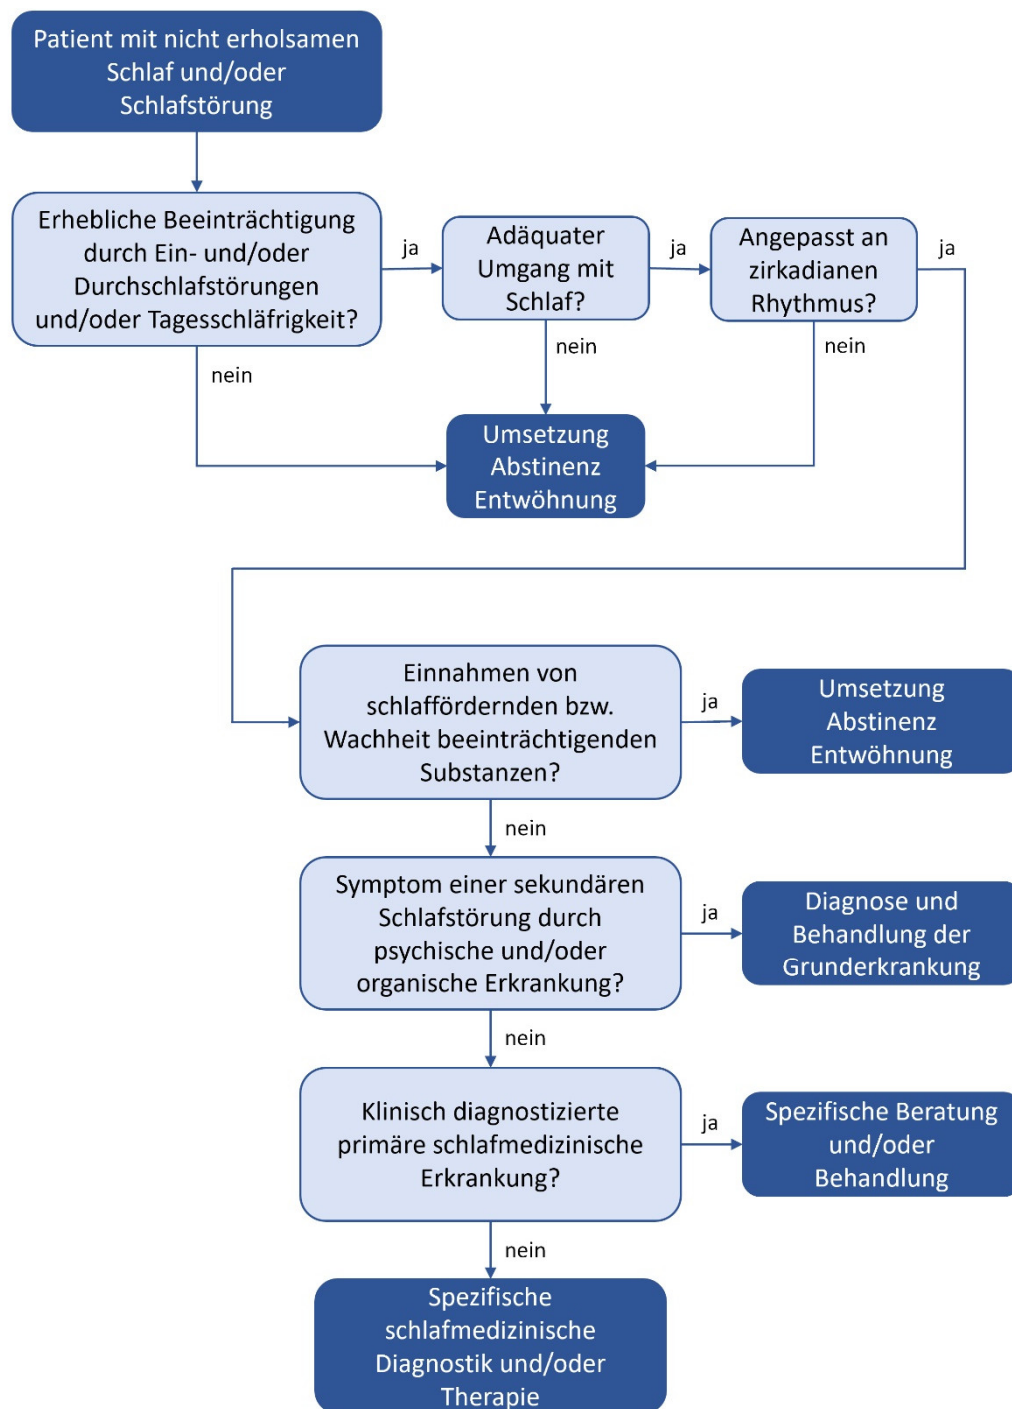 Patient mit nicht erholsamen
Schlaf und/oder
Schlafstörung
Erhebliche Beeinträchtigung
durch Ein- und/oder
Durchschlafstörungen
und/oder Tagesschläfrigkeit?
ja
Adäquater
Umgang mit
Schlaf?
ja
Angepasst an
zirkadianen
Rhythmus?
ja
nein
nein
nein
Umsetzung
Abstinenz
Entwöhnung
Einnahmen von
schlaffördernden bzw.
Wachheit beeinträchtigenden
Substanzen?
ja
Umsetzung
Abstinenz
Entwöhnung
nein
Symptom einer sekundären
Schlafstörung durch
psychische und/oder
organische Erkrankung?
ja
Diagnose und
Behandlung der
Grunderkrankung
nein
Klinisch diagnostizierte
primäre schlafmedizinische
Erkrankung?
ja
Spezifische Beratung
und/oder
Behandlung
nein
Spezifische
schlafmedizinische
Diagnostik und/oder
Therapie